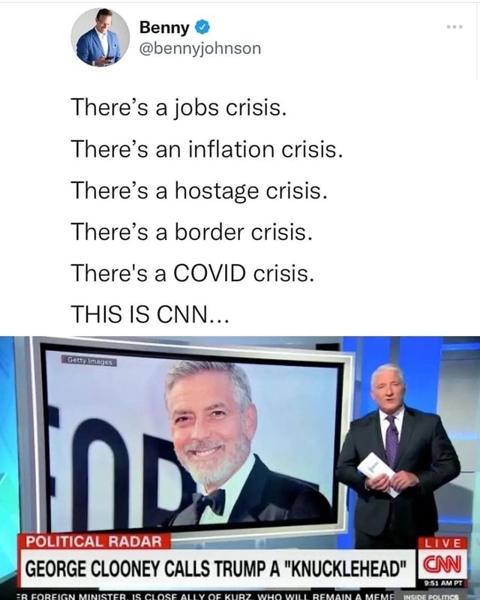 Benny
@bennyjohnson
There’s a jobs crisis.
There’s an inflation crisis.
There’s a hostage crisis.
There’s a border crisis.
There's a COVID crisis.
THIS IS CNN...
Getty Images
POLITICAL RADAR
LIVE
GEORGE CLOONEY CALLS TRUMP A "KNUCKLEHEAD"
CNN
9:51 AM PT
ER FOREIGN MINISTER, IS CLOSE ALLY OF KURZ, WHO WILL REMAIN A MEME
INSIDE POLITICS